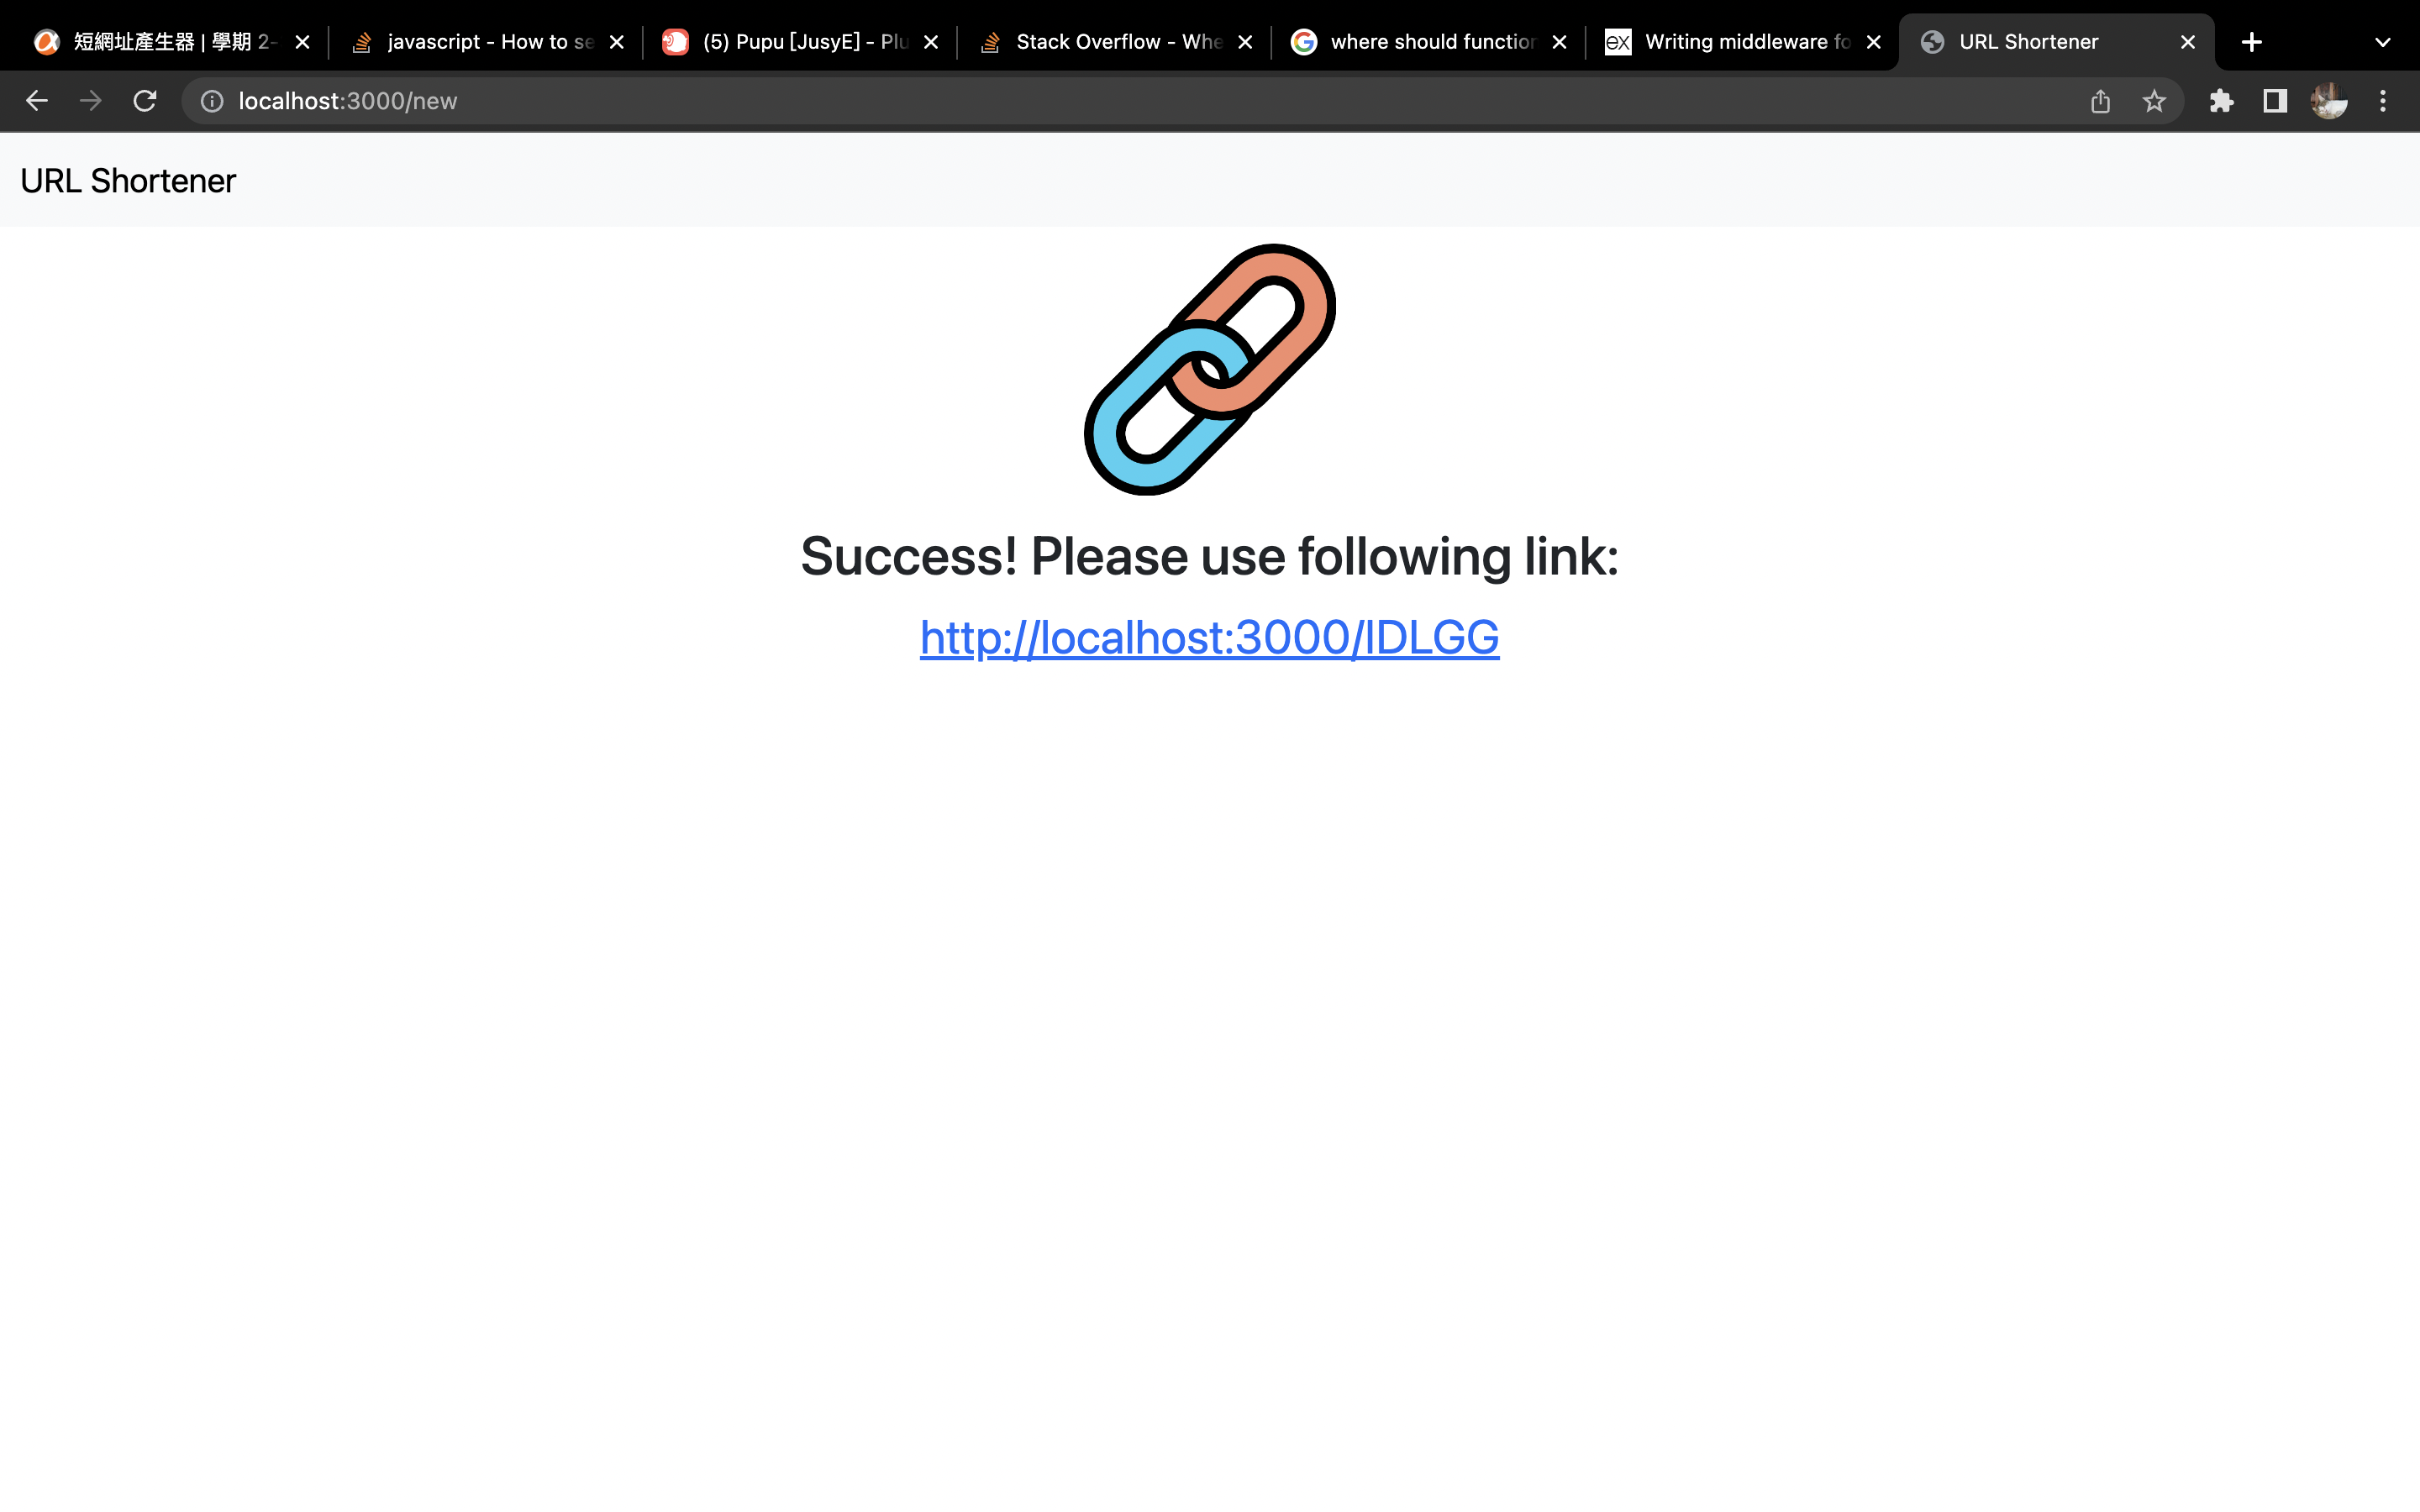 短網址產生器 | 學期 2-
javascript - How to se
(5) Pupu [JusyE] - Plu
Stack Overflow - Whe
where should function
ex
Writing middleware fo
URL Shortener
localhost:3000/new
URL Shortener
Success! Please use following link:
http://localhost:3000/IDLGG